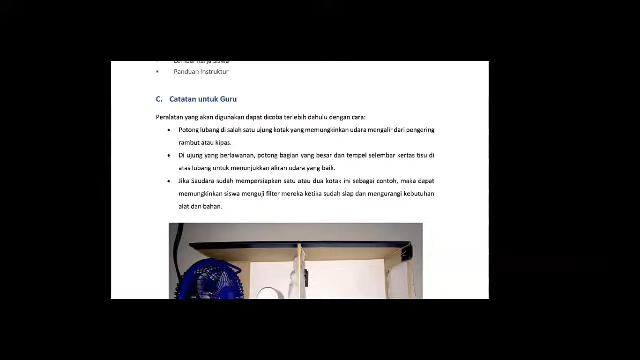 Panduan Instruktur
C. Catatan untuk Guru
Peralatan yang akan digunakan dapat dicoba terlebih dahulu dengan cara:
• Potong lubang di salah satu ujung kotak yang memungkinkan udara mengalir dari pengering
rambut atau kipas.
• Di ujung yang berlawanan, potong bagian yang besar dan tempel selembar kertas tisu di
atas lubang untuk menunjukkan aliran udara yang baik.
• Jika Saudara sudah mempersiapkan satu atau dua kotak ini sebagai contoh, maka dapat
memungkinkan siswa menguji filter mereka ketika sudah siap dan mengurangi kebutuhan
alat dan bahan.